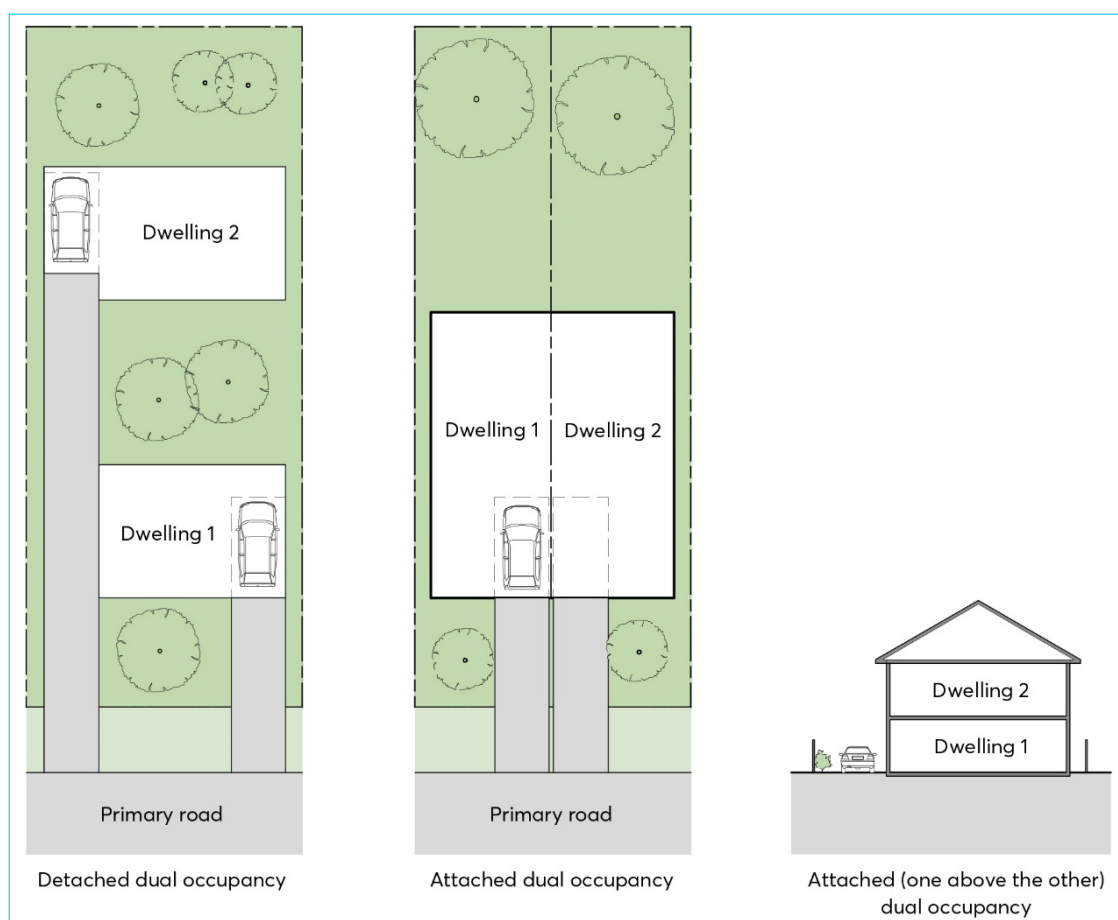 Dwelling 2
Dwelling 1
Primary road
Detached dual occupancy
Dwelling 1
Dwelling 2
Primary road
Attached dual occupancy
Dwelling 2
Dwelling 1
Attached (one above the other)
dual occupancy